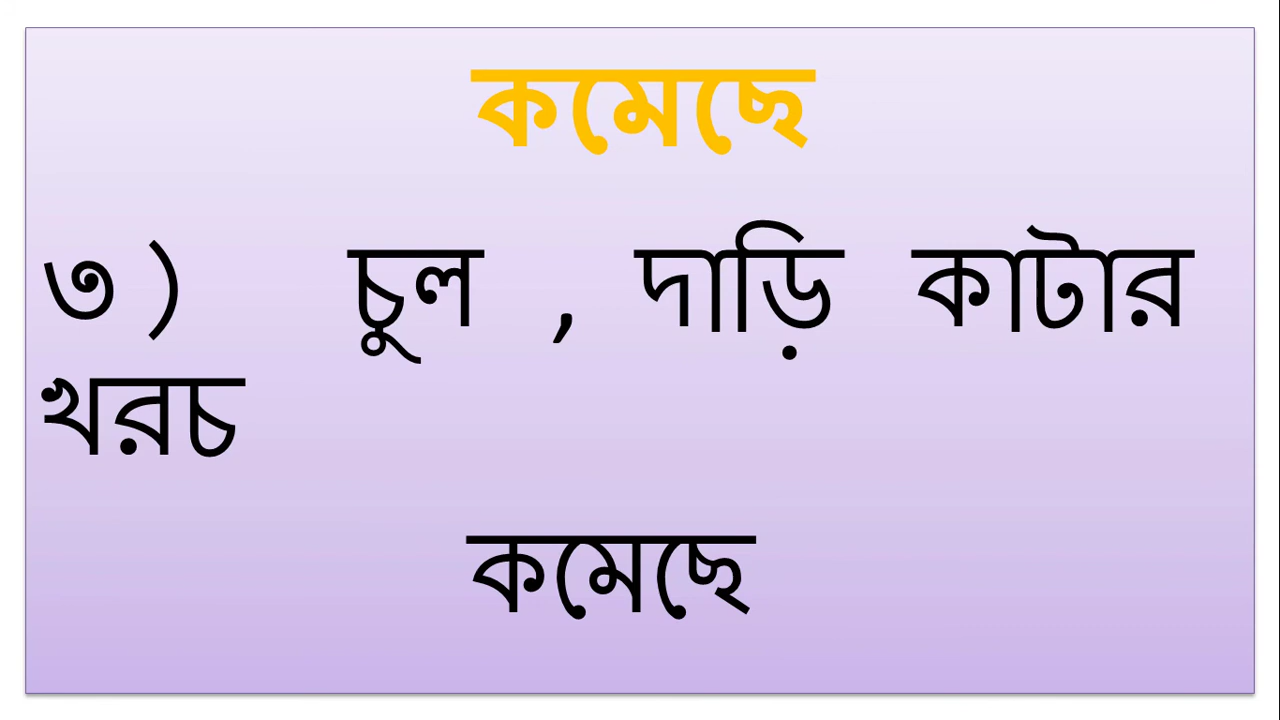 কমেছে
৩ ) চুল , দাড়ি কাটার
খরচ
কমেছে